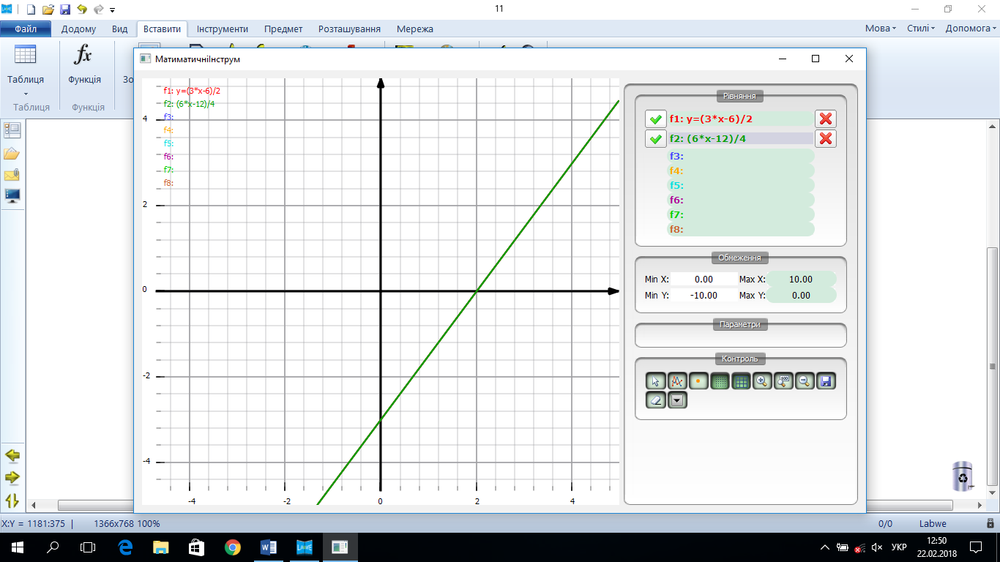 11
Файл Додому Вид Вставити Інструменти Предмет Розташування Мережа Мова Стилі Допомога
fx
Таблиця Функція Зо
Таблиця Функція
МатиматичніІнструм
f1: y=(3*x-6)/2
f2: (6*x-12)/4
f3:
f4:
f5:
f6:
f7:
f8:
4
2
0
-2
-4
-4 -2 0 2 4
Рівняння
f1: y=(3*x-6)/2
f2: (6*x-12)/4
f3:
f4:
f5:
f6:
f7:
f8:
Обмеження
Min X: 0.00 Max X: 10.00
Min Y: -10.00 Max Y: 0.00
Параметри
Контроль
100
X:Y = 1181:375 | 1366x768 100% 0/0 Labwe
УКР
12:50
22.02.2018